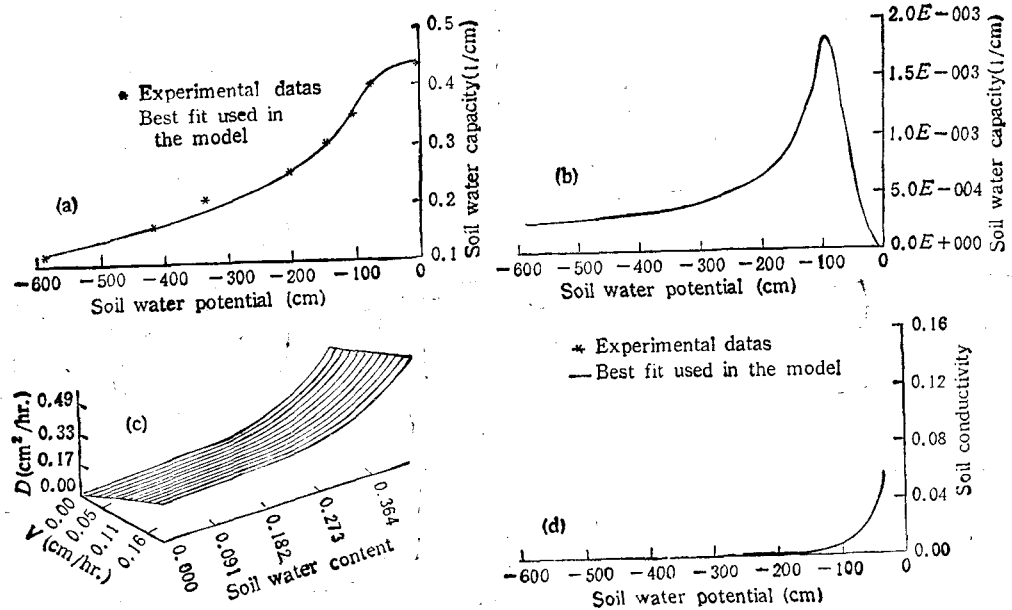 0.5
0.4
0.3
0.2
0.1
Soil water capacity(1/cm)
* Experimental datas
Best fit used in
the model
(a)
−600 −500 −400 −300 −200 −100 0
Soil water potential (cm)
2.0E−003
1.5E−003
1.0E−003
5.0E−004
0.0E+000
Soil water capacity(1/cm)
(b)
−600 −500 −400 −300 −200 −100 0
Soil water potential (cm)
(c)
D(cm²/hr.)
0.49
0.33
0.17
0.00
0.00
0.05
0.11
0.16
V (cm/hr.)
0.000
0.091
0.182
0.273
0.364
Soil water content
* Experimental datas
— Best fit used in the model
0.16
0.12
0.08
0.04
0.00
Soil conductivity
(d)
−600 −500 −400 −300 −200 −100 0
Soil water potential (cm)